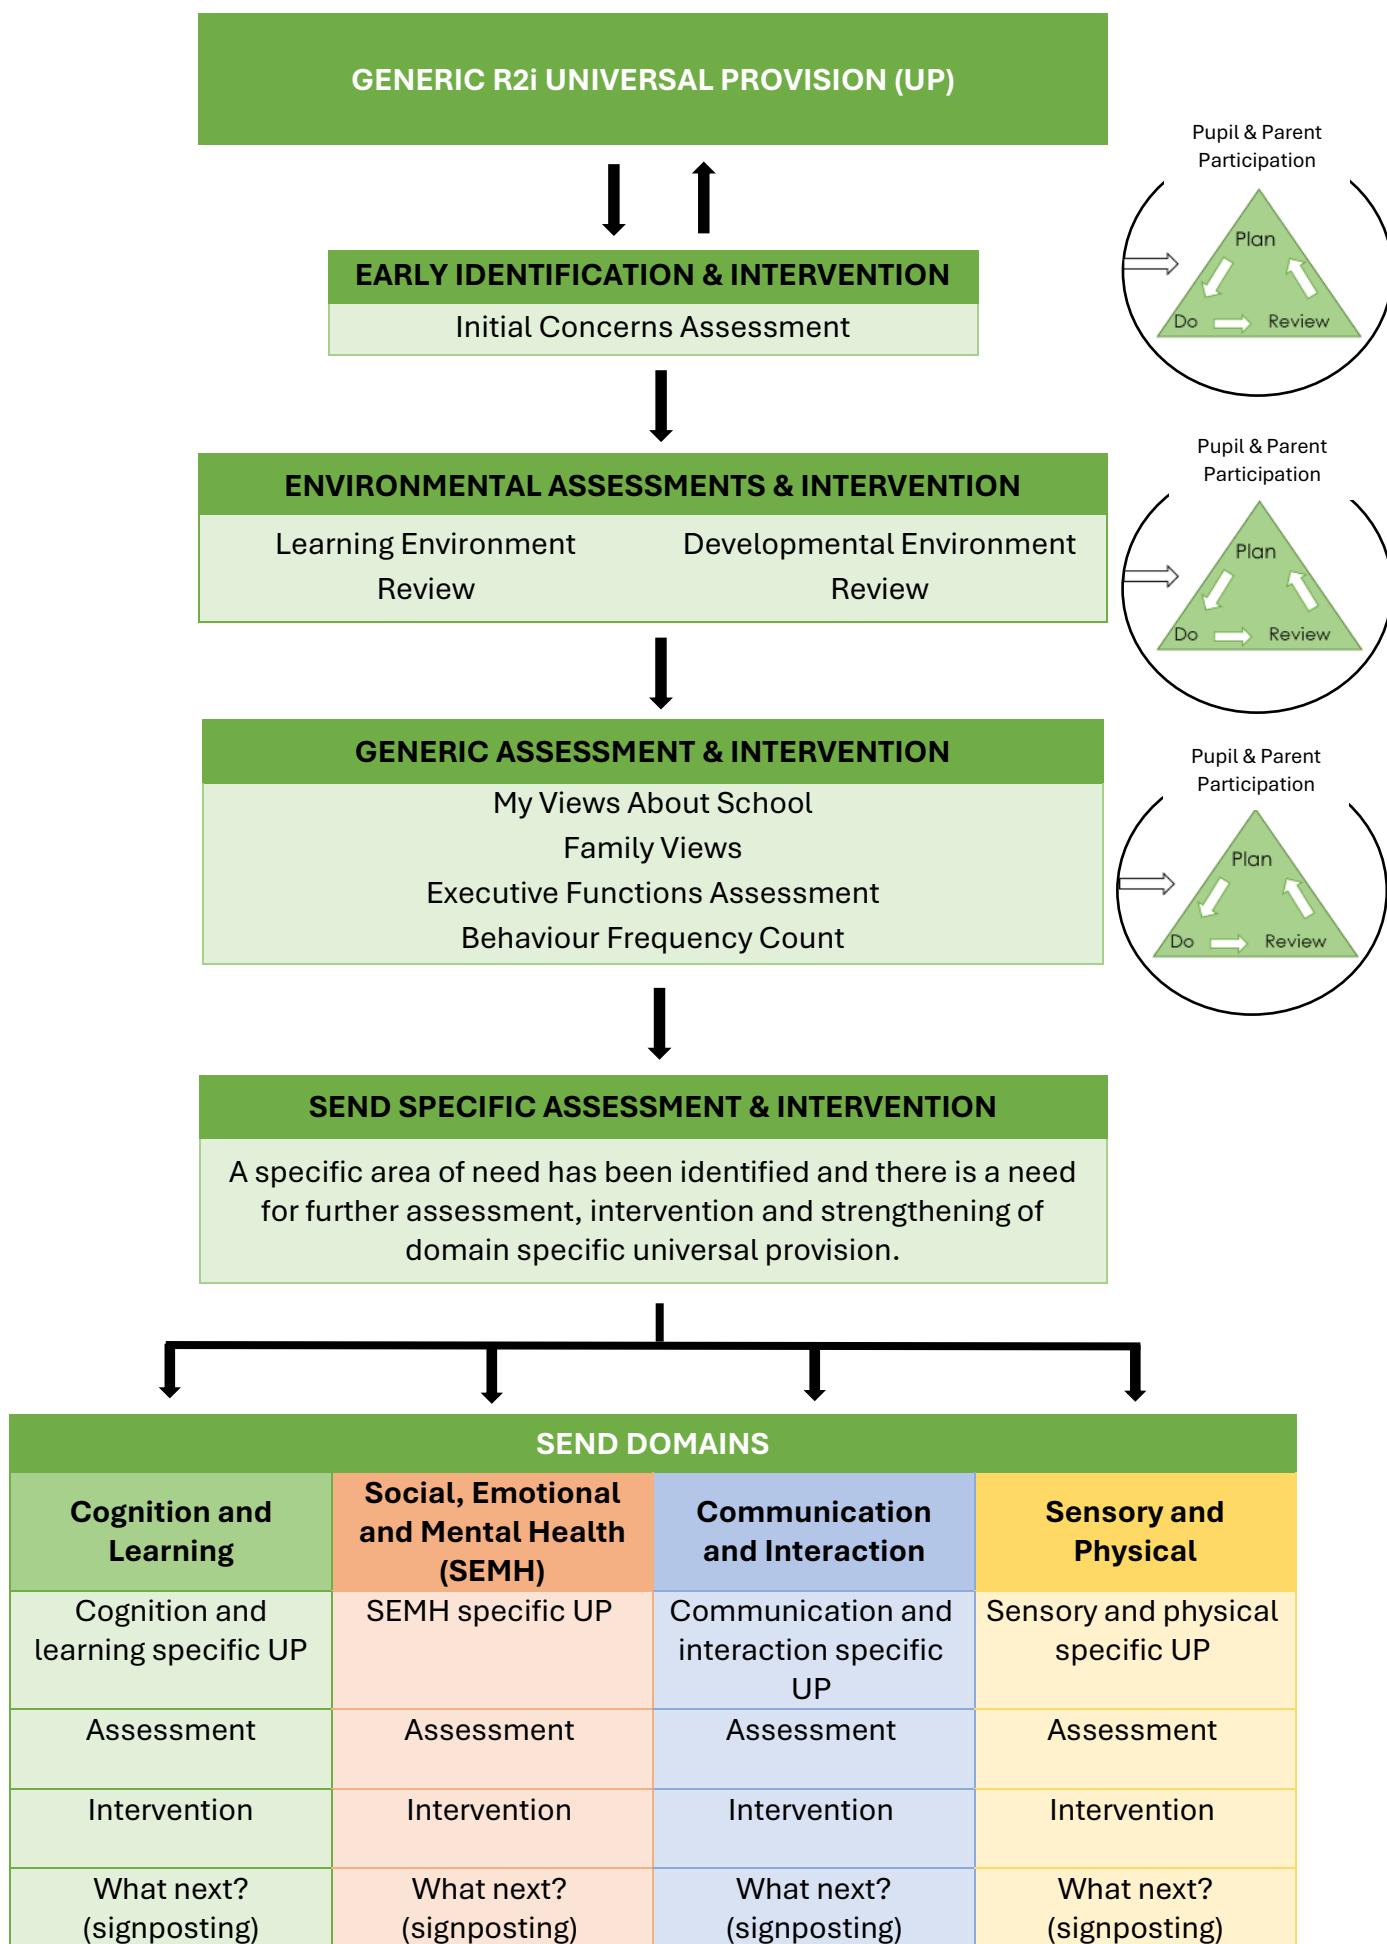 GENERIC R2i UNIVERSAL PROVISION (UP)
Pupil & Parent
Participation
Plan
Do
Review
EARLY IDENTIFICATION & INTERVENTION
Initial Concerns Assessment
Pupil & Parent
Participation
Plan
Do
Review
ENVIRONMENTAL ASSESSMENTS & INTERVENTION
Learning Environment
Review
Developmental Environment
Review
GENERIC ASSESSMENT & INTERVENTION
My Views About School
Family Views
Executive Functions Assessment
Behaviour Frequency Count
Pupil & Parent
Participation
Plan
Do
Review
SEND SPECIFIC ASSESSMENT & INTERVENTION
A specific area of need has been identified and there is a need
for further assessment, intervention and strengthening of
domain specific universal provision.
SEND DOMAINS
Cognition and
Learning
Social, Emotional
and Mental Health
(SEMH)
Communication
and Interaction
Sensory and
Physical
Cognition and
learning specific UP
SEMH specific UP
Communication and
interaction specific
UP
Sensory and physical
specific UP
Assessment
Assessment
Assessment
Assessment
Intervention
Intervention
Intervention
Intervention
What next?
(signposting)
What next?
(signposting)
What next?
(signposting)
What next?
(signposting)